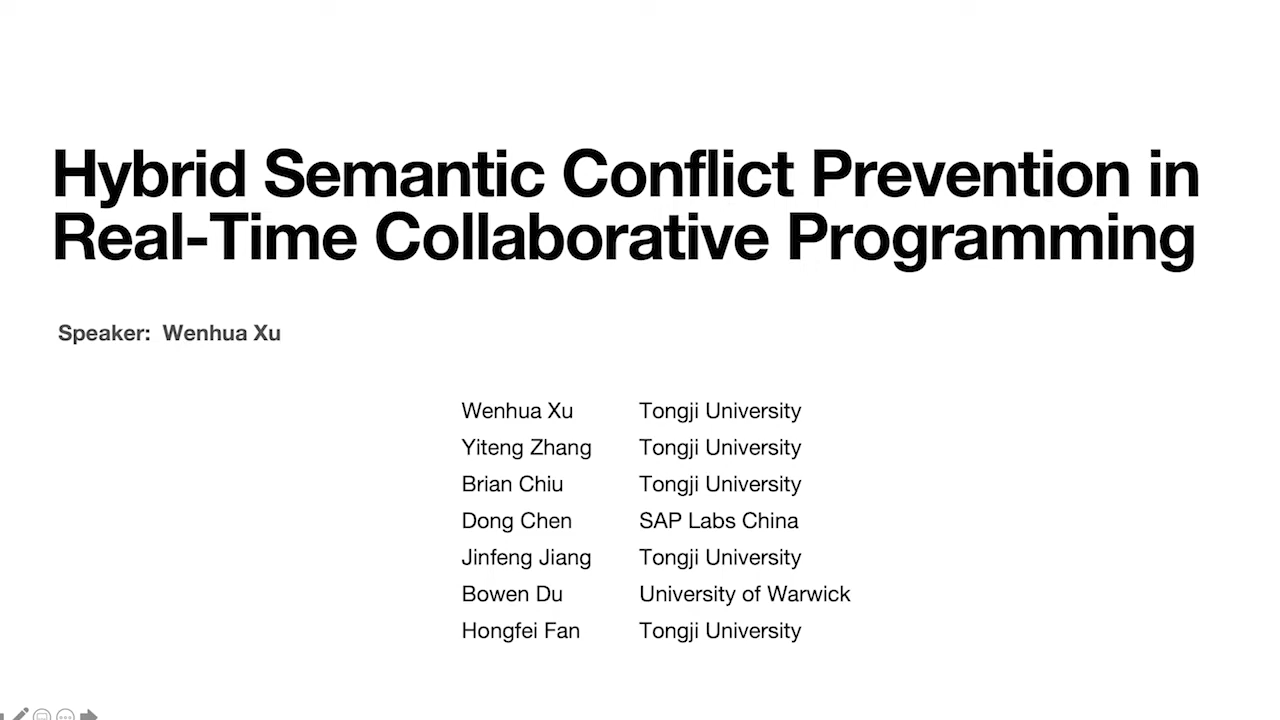 Hybrid Semantic Conflict Prevention in
Real-Time Collaborative Programming
Speaker: Wenhua Xu
Wenhua Xu Tongji University
Yiteng Zhang Tongji University
Brian Chiu Tongji University
Dong Chen SAP Labs China
Jinfeng Jiang Tongji University
Bowen Du University of Warwick
Hongfei Fan Tongji University